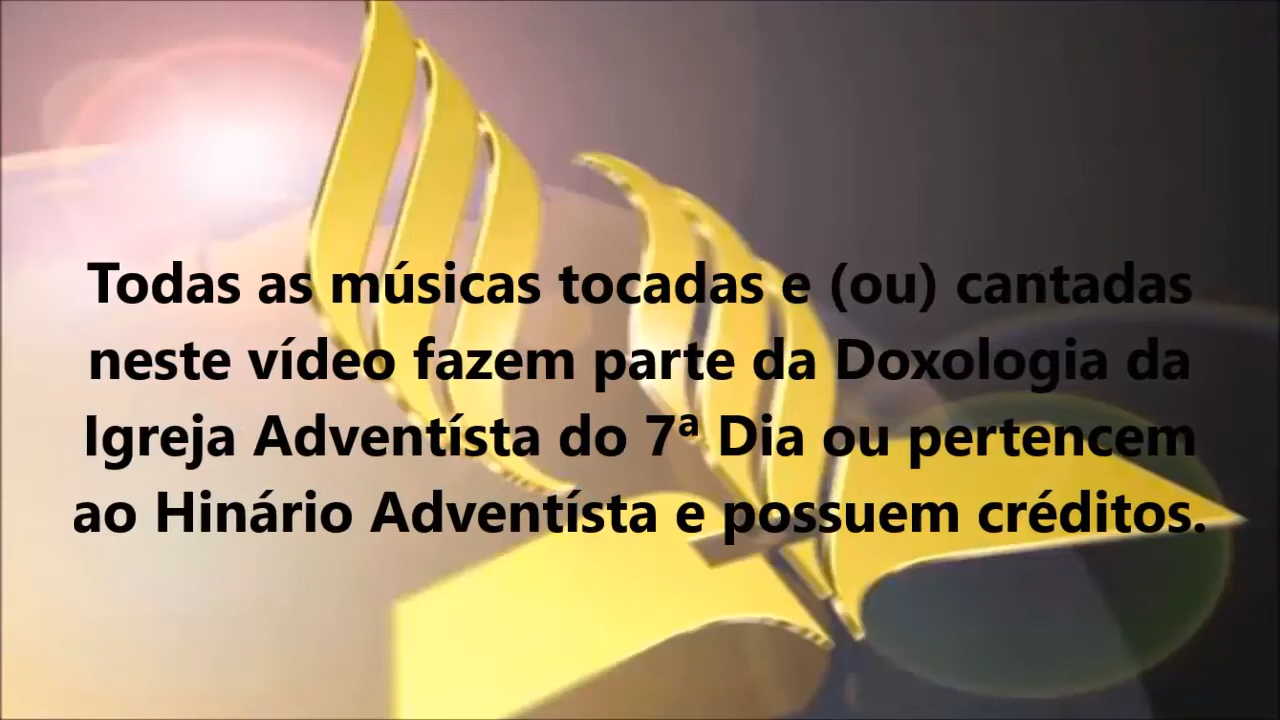 Todas as músicas tocadas e (ou) cantadas
neste vídeo fazem parte da Doxologia da
Igreja Adventísta do 7ª Dia ou pertencem
ao Hinário Adventísta e possuem créditos.